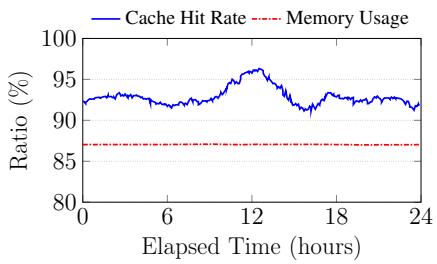 Cache Hit Rate Memory Usage
100
95
90
85
80
Ratio (%)
0 6 12 18 24
Elapsed Time (hours)